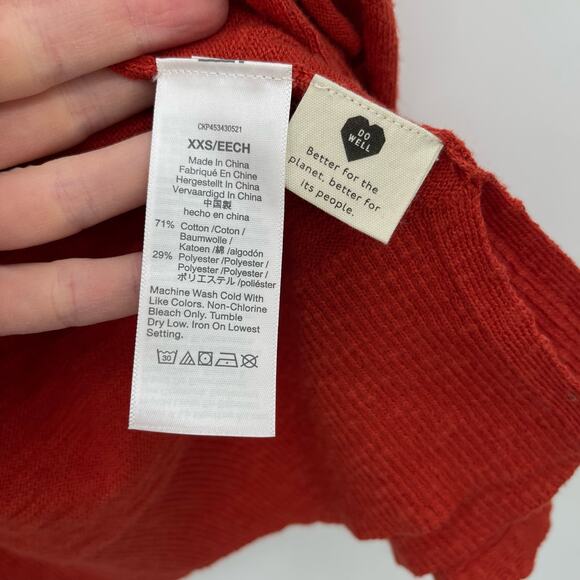 CKP453430521
XXS/EECH
Made In China
Fabriqué En Chine
Hergestellt In China
Vervaardigd In China
中国製
hecho en china
71% Cotton /Coton /
Baumwolle /
Katoen /綿 /algodón
29% Polyester /Polyester /
Polyester /Polyester /
ポリエステル /poliéster
Machine Wash Cold With
Like Colors. Non-Chlorine
Bleach Only. Tumble
Dry Low. Iron On Lowest
Setting.
30
DO
WELL
Better for the
planet, better for
its people.